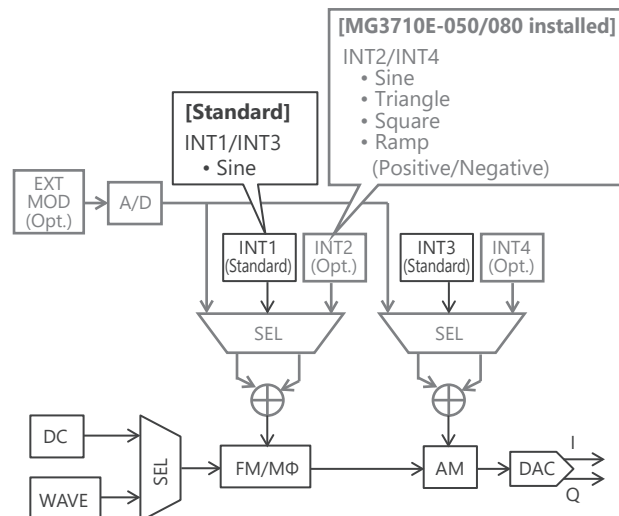 [MG3710E-050/080 installed]
INT2/INT4
• Sine
• Triangle
• Square
• Ramp
(Positive/Negative)
[Standard]
INT1/INT3
• Sine
EXT
MOD
(Opt.)
A/D
INT1
(Standard)
INT2
(Opt.)
INT3
(Standard)
INT4
(Opt.)
SEL
SEL
DC
WAVE
SEL
FM/MΦ
AM
DAC
I
Q